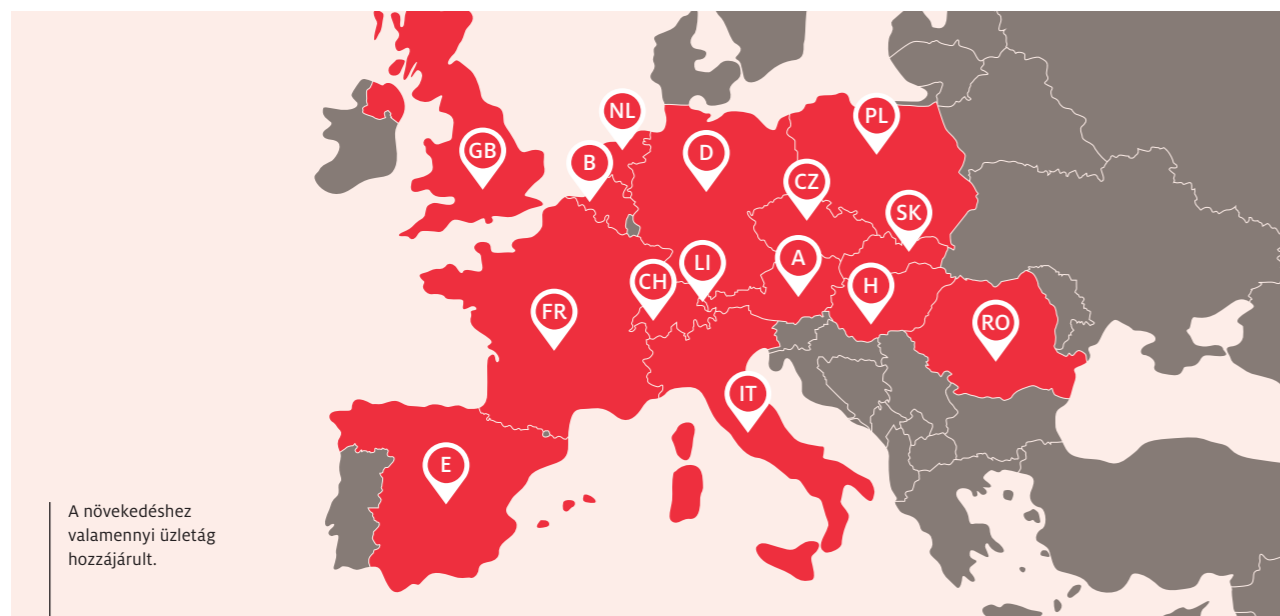 NL
PL
GB
B
D
CZ
SK
LI
A
CH
H
FR
RO
IT
E
A növekedéshez
valamennyi üzletág
hozzájárult.